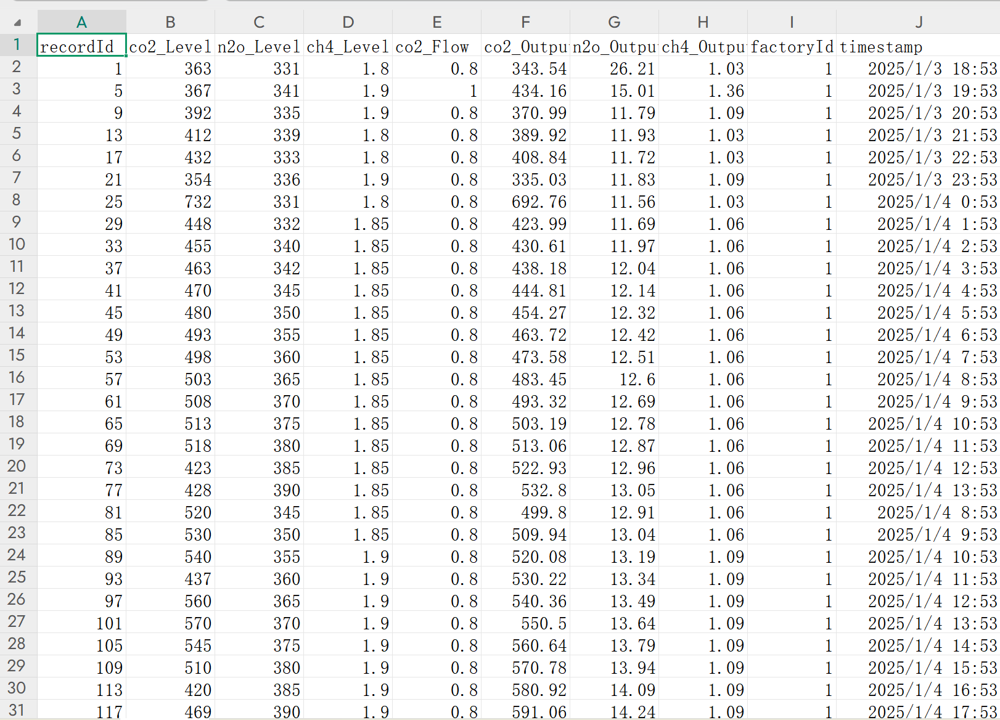 A B C D E F G H I J
1 recordId co2_Level n2o_Level ch4_Level co2_Flow co2_Outpu n2o_Outpu ch4_Outpu factoryId timestamp
2 1 363 331 1.8 0.8 343.54 26.21 1.03 1 2025/1/3 18:53
3 5 367 341 1.9 1 434.16 15.01 1.36 1 2025/1/3 19:53
4 9 392 335 1.9 0.8 370.99 11.79 1.09 1 2025/1/3 20:53
5 13 412 339 1.8 0.8 389.92 11.93 1.03 1 2025/1/3 21:53
6 17 432 333 1.8 0.8 408.84 11.72 1.03 1 2025/1/3 22:53
7 21 354 336 1.9 0.8 335.03 11.83 1.09 1 2025/1/3 23:53
8 25 732 331 1.8 0.8 692.76 11.56 1.03 1 2025/1/4 0:53
9 29 448 332 1.85 0.8 423.99 11.69 1.06 1 2025/1/4 1:53
10 33 455 340 1.85 0.8 430.61 11.97 1.06 1 2025/1/4 2:53
11 37 463 342 1.85 0.8 438.18 12.04 1.06 1 2025/1/4 3:53
12 41 470 345 1.85 0.8 444.81 12.14 1.06 1 2025/1/4 4:53
13 45 480 350 1.85 0.8 454.27 12.32 1.06 1 2025/1/4 5:53
14 49 493 355 1.85 0.8 463.72 12.42 1.06 1 2025/1/4 6:53
15 53 498 360 1.85 0.8 473.58 12.51 1.06 1 2025/1/4 7:53
16 57 503 365 1.85 0.8 483.45 12.6 1.06 1 2025/1/4 8:53
17 61 508 370 1.85 0.8 493.32 12.69 1.06 1 2025/1/4 9:53
18 65 513 375 1.85 0.8 503.19 12.78 1.06 1 2025/1/4 10:53
19 69 518 380 1.85 0.8 513.06 12.87 1.06 1 2025/1/4 11:53
20 73 423 385 1.85 0.8 522.93 12.96 1.06 1 2025/1/4 12:53
21 77 428 390 1.85 0.8 532.8 13.05 1.06 1 2025/1/4 13:53
22 81 520 345 1.85 0.8 499.8 12.91 1.06 1 2025/1/4 8:53
23 85 530 350 1.85 0.8 509.94 13.04 1.06 1 2025/1/4 9:53
24 89 540 355 1.9 0.8 520.08 13.19 1.09 1 2025/1/4 10:53
25 93 437 360 1.9 0.8 530.22 13.34 1.09 1 2025/1/4 11:53
26 97 560 365 1.9 0.8 540.36 13.49 1.09 1 2025/1/4 12:53
27 101 570 370 1.9 0.8 550.5 13.64 1.09 1 2025/1/4 13:53
28 105 545 375 1.9 0.8 560.64 13.79 1.09 1 2025/1/4 14:53
29 109 510 380 1.9 0.8 570.78 13.94 1.09 1 2025/1/4 15:53
30 113 420 385 1.9 0.8 580.92 14.09 1.09 1 2025/1/4 16:53
31 117 469 390 1.9 0.8 591.06 14.24 1.09 1 2025/1/4 17:53